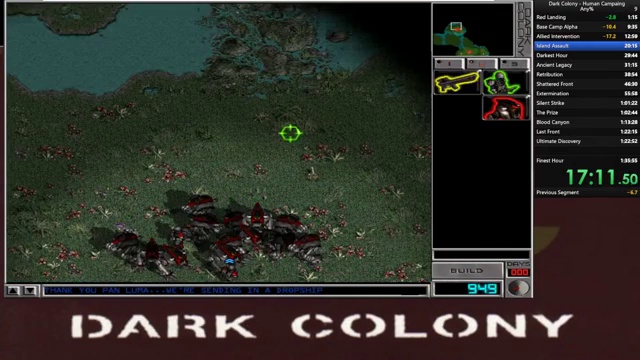 Dark Colony - Human Campaing
Any%
9
Red Landing -2.8 1:15
Base Camp Alpha -10.4 9:35
Allied Intervention -17.2 12:59
Island Assault 20:15
Darkest Hour 29:44
Ancient Legacy 31:15
Retribution 38:54
Shattered Front 46:30
Extermination 55:58
Silent Strike 1:01:22
The Prize 1:02:44
Blood Canyon 1:13:28
Last Front 1:22:15
Ultimate Discovery 1:22:52
Finest Hour 1:35:55
17:11.50
Previous Segment -6.7
BUILD
DAYS
000
949
THANK YOU PAN LUMA...WE'RE SENDING IN A DROPSHIP
DARK COLONY